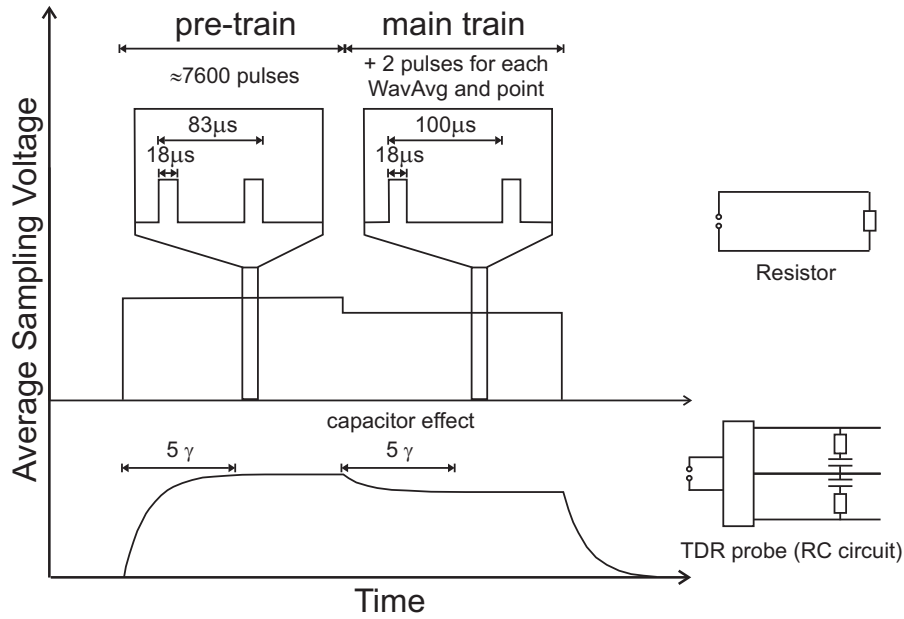 pre-train
main train
≈7600 pulses
+ 2 pulses for each
WavAvg and point
83μs
18μs
100μs
18μs
Resistor
Average Sampling Voltage
capacitor effect
5 γ
5 γ
TDR probe (RC circuit)
Time